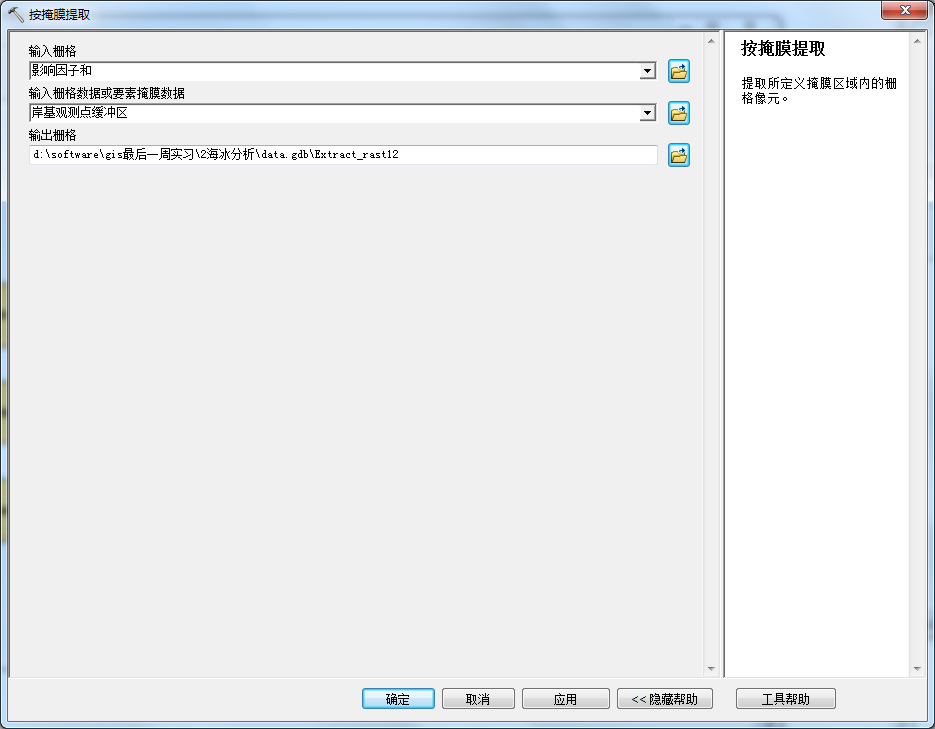 按掩膜提取
输入栅格
影响因子和
输入栅格数据或要素掩膜数据
岸基观测点缓冲区
输出栅格
d:\software\gis最后一周实习\2海冰分析\data.gdb\Extract_rast12
按掩膜提取
提取所定义掩膜区域内的栅
格像元。
确定
取消
应用
<< 隐藏帮助
工具帮助